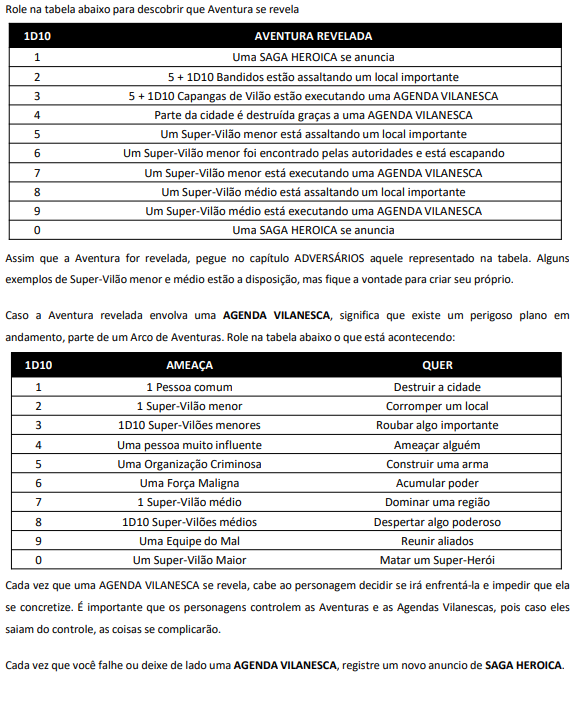 Role na tabela abaixo para descobrir que Aventura se revela
1D10 AVENTURA REVELADA
1 Uma SAGA HEROICA se anuncia
2 5 + 1D10 Bandidos estão assaltando um local importante
3 5 + 1D10 Capangas de Vilão estão executando uma AGENDA VILANESCA
4 Parte da cidade é destruída graças a uma AGENDA VILANESCA
5 Um Super-Vilão menor está assaltando um local importante
6 Um Super-Vilão menor foi encontrado pelas autoridades e está escapando
7 Um Super-Vilão menor está executando uma AGENDA VILANESCA
8 Um Super-Vilão médio está assaltando um local importante
9 Um Super-Vilão médio está executando uma AGENDA VILANESCA
0 Uma SAGA HEROICA se anuncia
Assim que a Aventura for revelada, pegue no capítulo ADVERSÁRIOS aquele representado na tabela. Alguns
exemplos de Super-Vilão menor e médio estão a disposição, mas fique a vontade para criar seu próprio.
Caso a Aventura revelada envolva uma AGENDA VILANESCA, significa que existe um perigoso plano em
andamento, parte de um Arco de Aventuras. Role na tabela abaixo o que está acontecendo:
1D10 AMEAÇA QUER
1 1 Pessoa comum Destruir a cidade
2 1 Super-Vilão menor Corromper um local
3 1D10 Super-Vilões menores Roubar algo importante
4 Uma pessoa muito influente Ameaçar alguém
5 Uma Organização Criminosa Construir uma arma
6 Uma Força Maligna Acumular poder
7 1 Super-Vilão médio Dominar uma região
8 1D10 Super-Vilões médios Despertar algo poderoso
9 Uma Equipe do Mal Reunir aliados
0 Um Super-Vilão Maior Matar um Super-Herói
Cada vez que uma AGENDA VILANESCA se revela, cabe ao personagem decidir se irá enfrentá-la e impedir que ela
se concretize. É importante que os personagens controlem as Aventuras e as Agendas Vilanescas, pois caso eles
saiam do controle, as coisas se complicarão.
Cada vez que você falhe ou deixe de lado uma AGENDA VILANESCA, registre um novo anuncio de SAGA HEROICA.